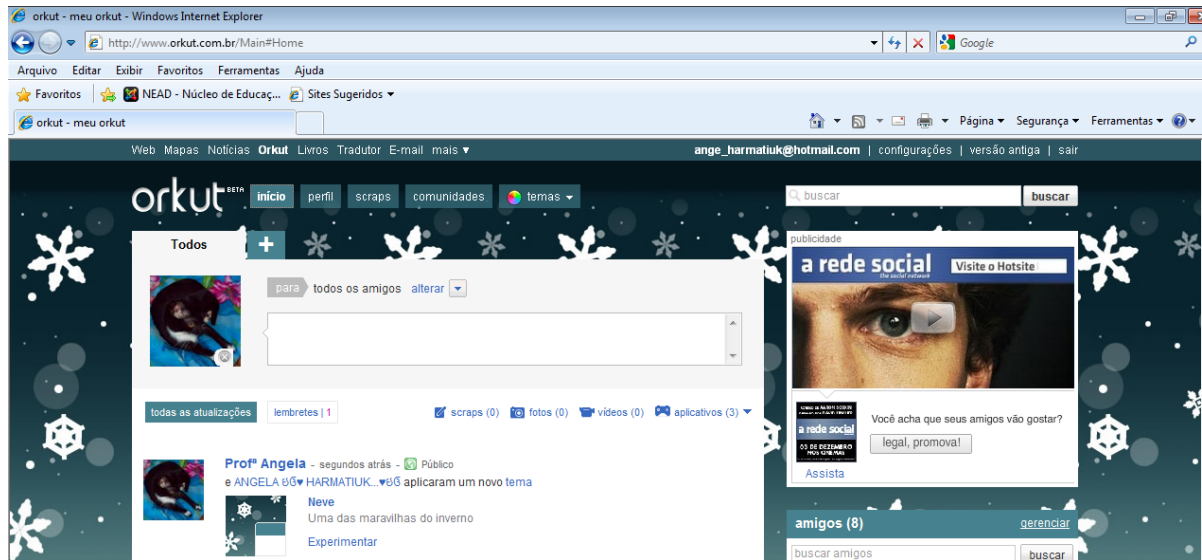 orkut - meu orkut - Windows Internet Explorer
http://www.orkut.com.br/Main#Home
Google
Arquivo Editar Exibir Favoritos Ferramentas Ajuda
Favoritos NEAD - Núcleo de Educaç... Sites Sugeridos
orkut - meu orkut
Página Segurança Ferramentas
Web Mapas Notícias Orkut Livros Tradutor E-mail mais ▼ ange_harmatiuk@hotmail.com | configurações | versão antiga | sair
orkut BETA início perfil scraps comunidades temas buscar buscar
Todos +
publicidade
a rede social Visite o Hotsite
the social network
para todos os amigos alterar
todas as atualizações lembretes | 1 scraps (0) fotos (0) vídeos (0) aplicativos (3)
Você acha que seus amigos vão gostar?
a rede social
legal, promova!
03 DE DEZEMBRO
NOS CINEMAS
Assista
Profª Angela - segundos atrás - Público
e ANGELA ♥ HARMATIUK...♥ aplicaram um novo tema
Neve
Uma das maravilhas do inverno
Experimentar
amigos (8) gerenciar
buscar amigos buscar